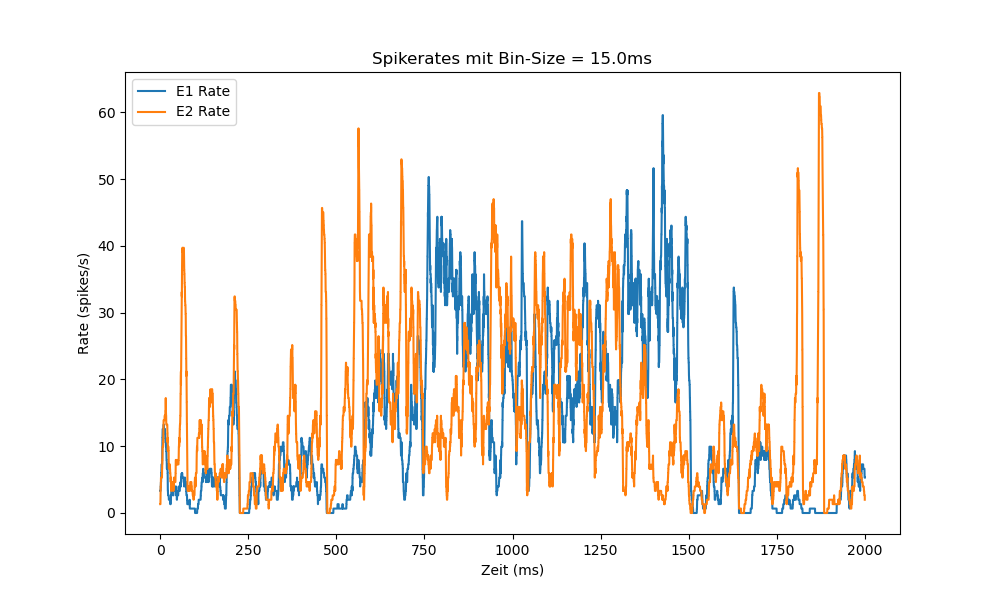 Spikerates mit Bin-Size = 15.0ms
E1 Rate
E2 Rate
Rate (spikes/s)
60
50
40
30
20
10
0
0 250 500 750 1000 1250 1500 1750 2000
Zeit (ms)